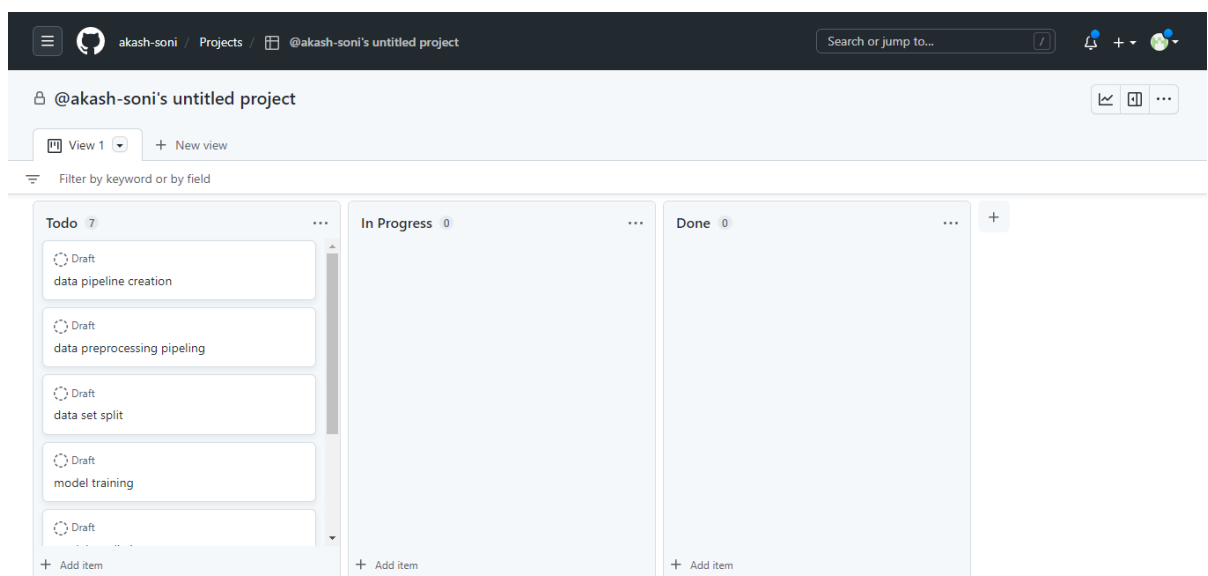 akash-soni / Projects / @akash-soni's untitled project
Search or jump to... /
@akash-soni's untitled project
View 1
New view
Filter by keyword or by field
Todo 7
Draft
data pipeline creation
Draft
data preprocessing pipeling
Draft
data set split
Draft
model training
Draft
+ Add item
In Progress 0
+ Add item
Done 0
+ Add item